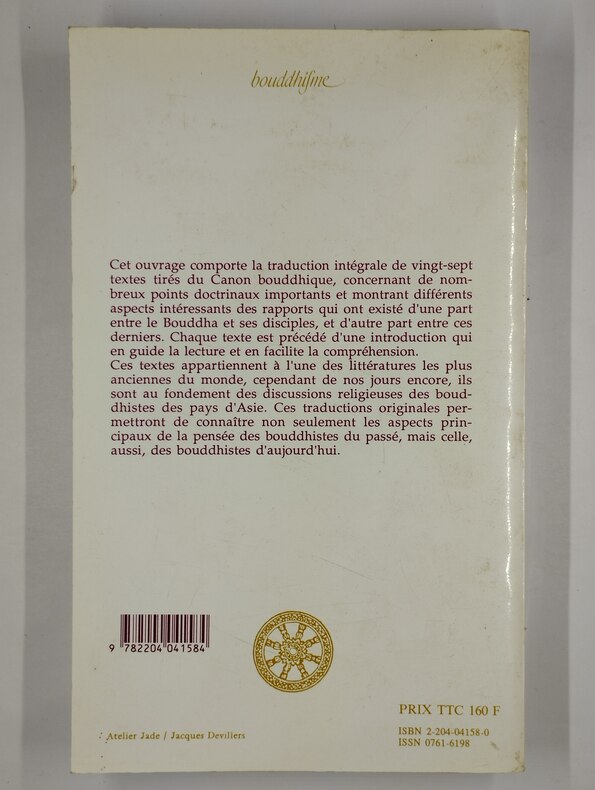 bouddhisme
Cet ouvrage comporte la traduction intégrale de vingt-sept
textes tirés du Canon bouddhique, concernant de nom-
breux points doctrinaux importants et montrant différents
aspects intéressants des rapports qui ont existé d'une part
entre le Bouddha et ses disciples, et d'autre part entre ces
derniers. Chaque texte est précédé d'une introduction qui
en guide la lecture et en facilite la compréhension.
Ces textes appartiennent à l'une des littératures les plus
anciennes du monde, cependant de nos jours encore, ils
sont au fondement des discussions religieuses des boud-
dhistes des pays d'Asie. Ces traductions originales per-
mettront de connaître non seulement les aspects prin-
cipaux de la pensée des bouddhistes du passé, mais celle,
aussi, des bouddhistes d'aujourd'hui.
9 782204 041584
PRIX TTC 160 F
Atelier Jade / Jacques Devillers
ISBN 2-204-04158-0
ISSN 0761-6198